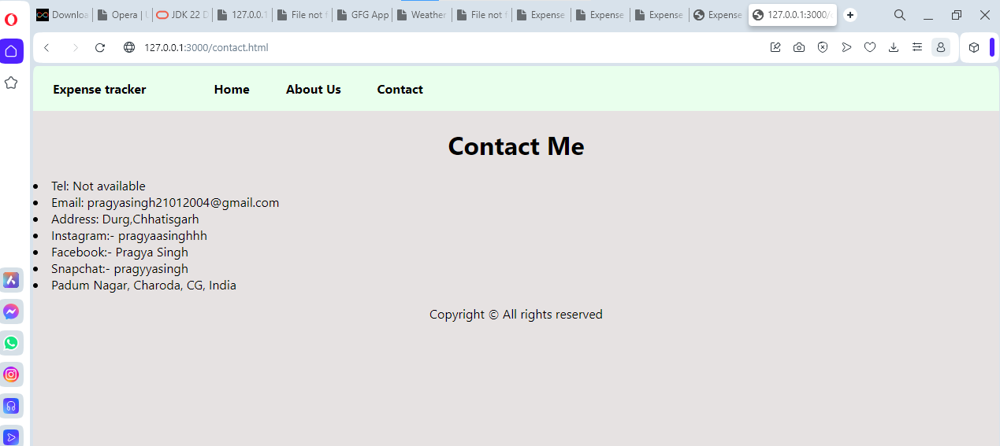 Downloa Opera | JDK 22 D 127.0.0.1 File not f GFG App Weather File not f Expense Expense Expense Expense 127.0.0.1:3000/
127.0.0.1:3000/contact.html
Expense tracker Home About Us Contact
Contact Me
Tel: Not available
Email: pragyasingh21012004@gmail.com
Address: Durg,Chhatisgarh
Instagram:- pragyaasinghhh
Facebook:- Pragya Singh
Snapchat:- pragyyasingh
Padum Nagar, Charoda, CG, India
Copyright © All rights reserved